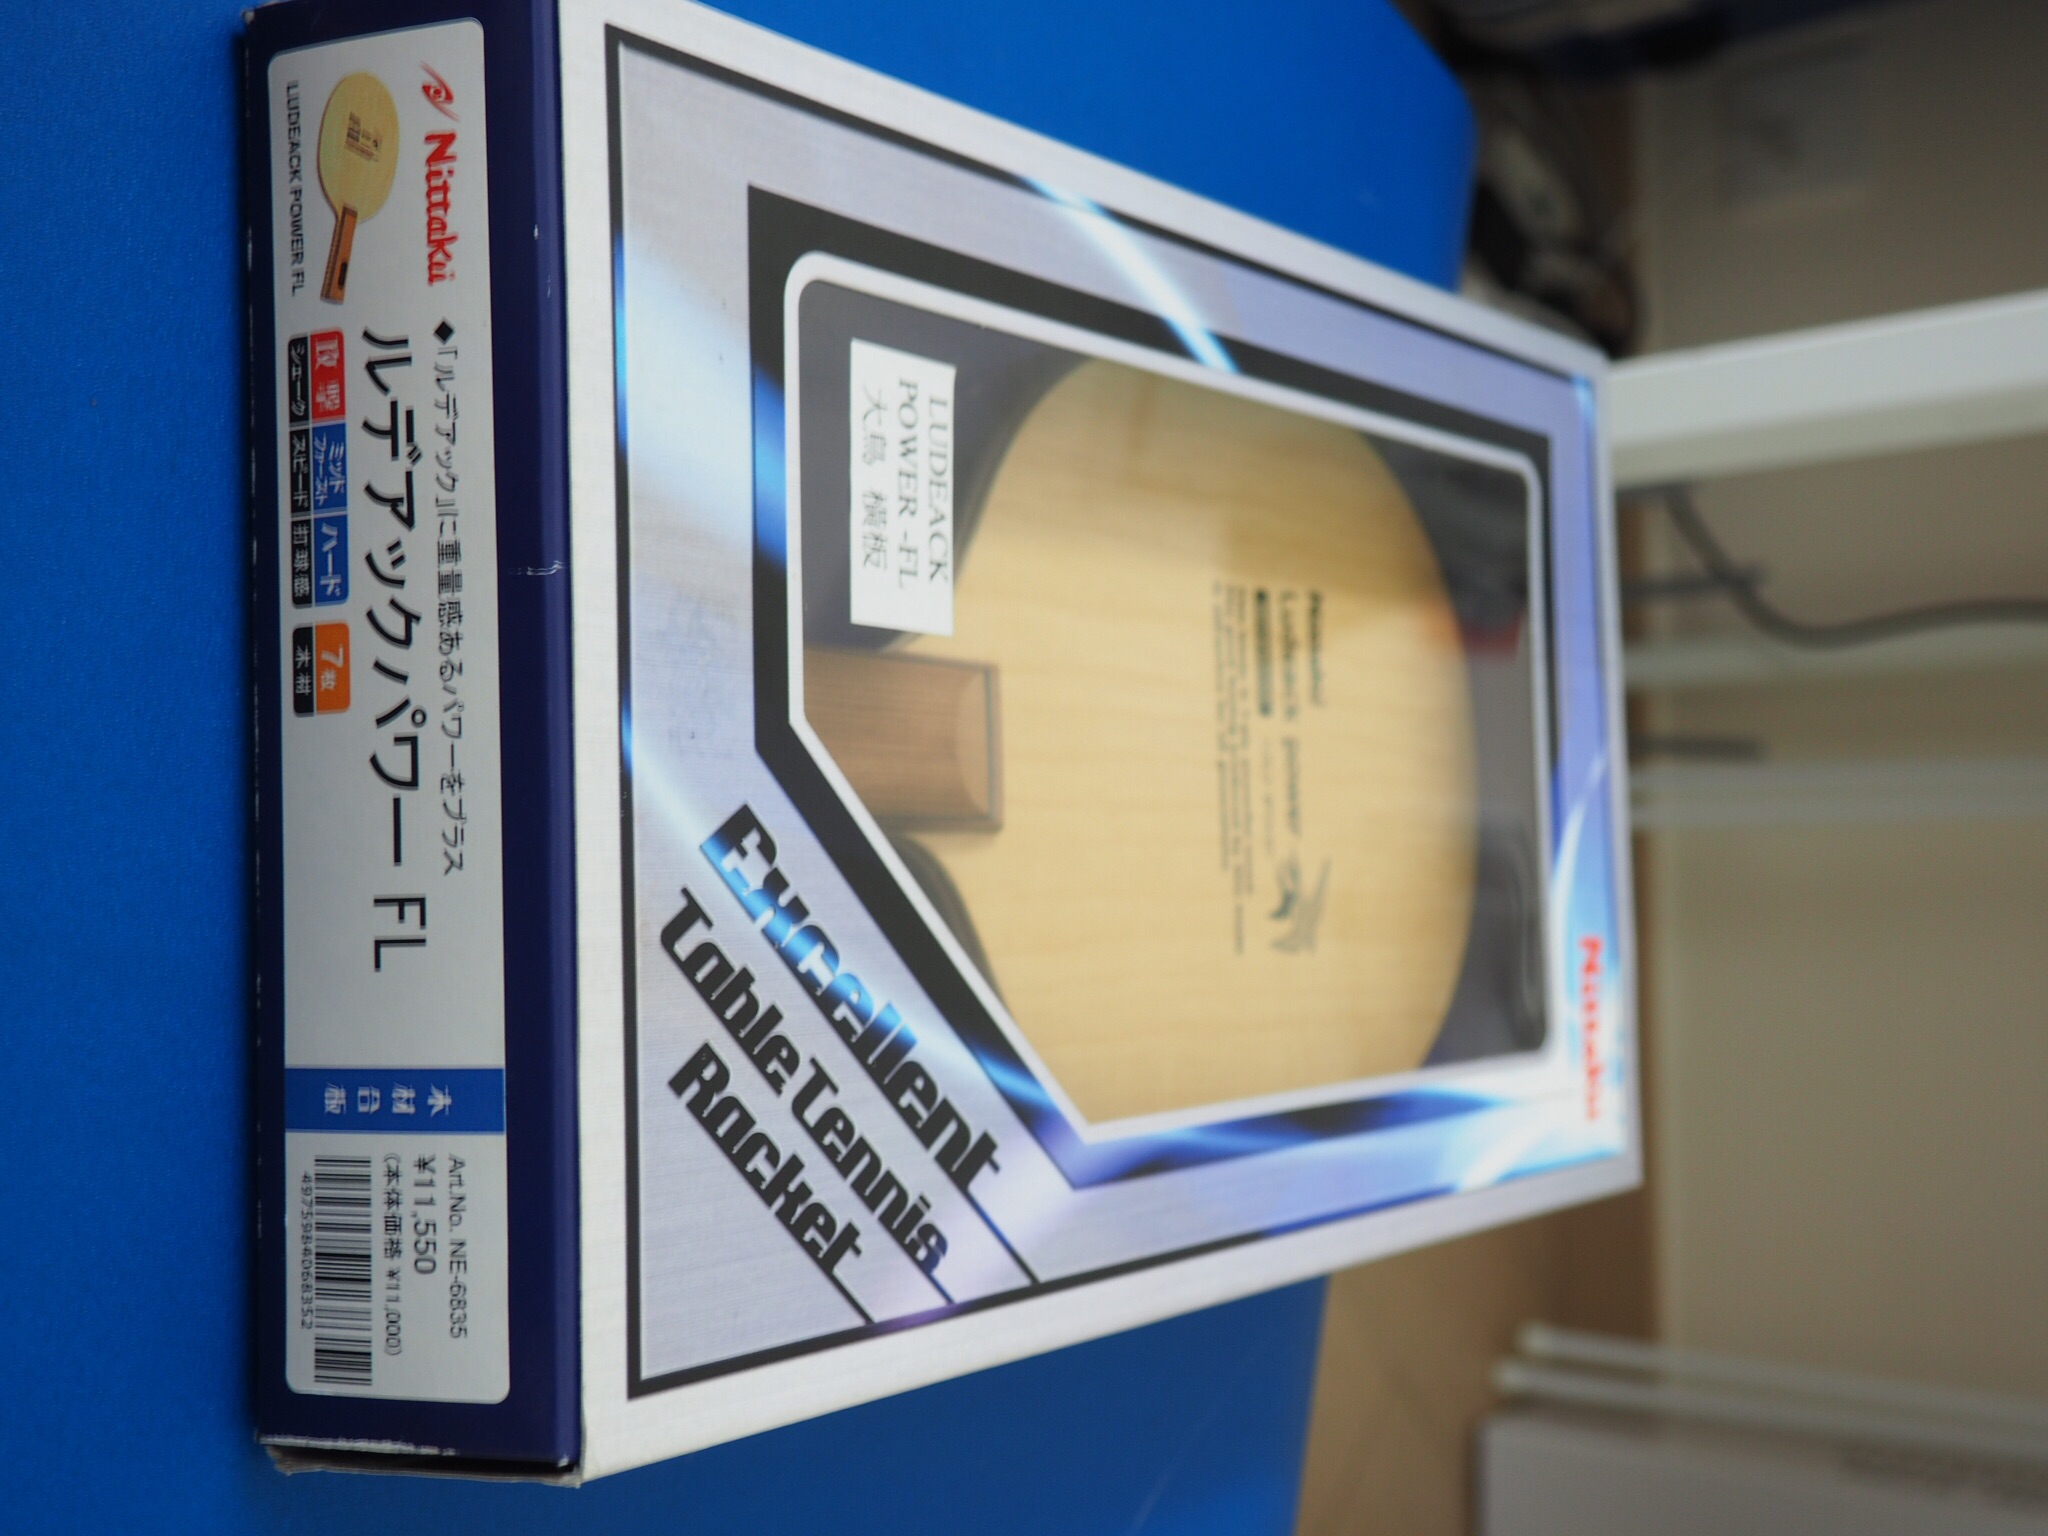 Nittaku
LUDEACK POWER FL
◆「ルデアック」に重量感あるパワーをプラス
ルデアックパワー FL
攻撃 ミッドファースト ハード 7枚
シェーク スピード 打球感 木材
木材合板
Art.No. NE-6835
¥11,550
(本体価格 ¥11,000)
4975984068352
LUDEACK
POWER -FL
大鳥 横板
Nittaku
Ludeack power
Excellent
Table Tennis
Racket
Nittaku